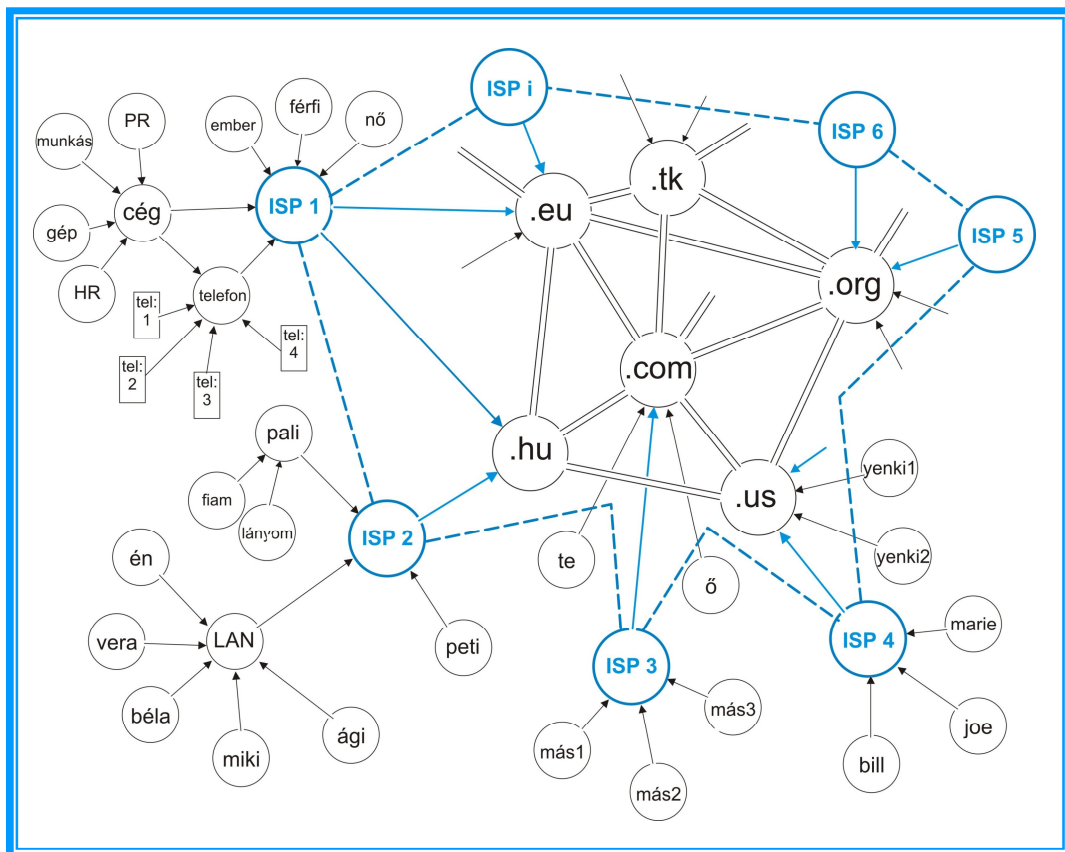 ISP i
PR
férfi
ember
nő
ISP 6
munkás
.tk
cég
ISP 1
.eu
gép
ISP 5
HR
telefon
.org
tel:
1
tel:
4
tel:
2
tel:
3
.com
pali
.hu
yenki1
fiam
.us
lányom
ISP 2
te
yenki2
én
ő
vera
LAN
peti
ISP 3
ISP 4
marie
béla
ági
más3
joe
miki
más1
bill
más2